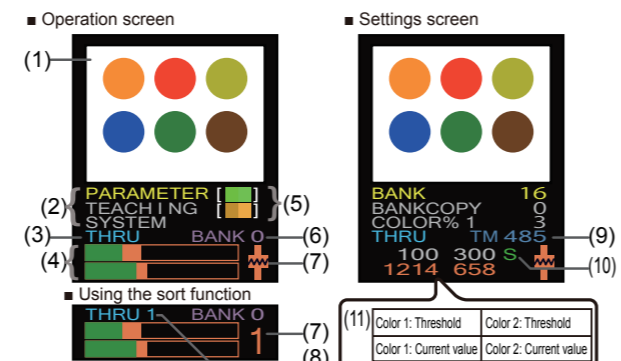 ■ Operation screen
(1)
PARAMETER [ ]
(2) TEACHING [ ] (5)
SYSTEM
(3) THRU BANK 0 (6)
(4) (7)
■ Using the sort function
THRU 1 BANK 0
1 (7)
(8)
■ Settings screen
BANK 16
BANKCOPY 0
COLOR% 1 3
THRU TM 485 (9)
100 300 S (10)
1214 658
(11) Color 1: Threshold Color 2: Threshold
Color 1: Current value Color 2: Current value